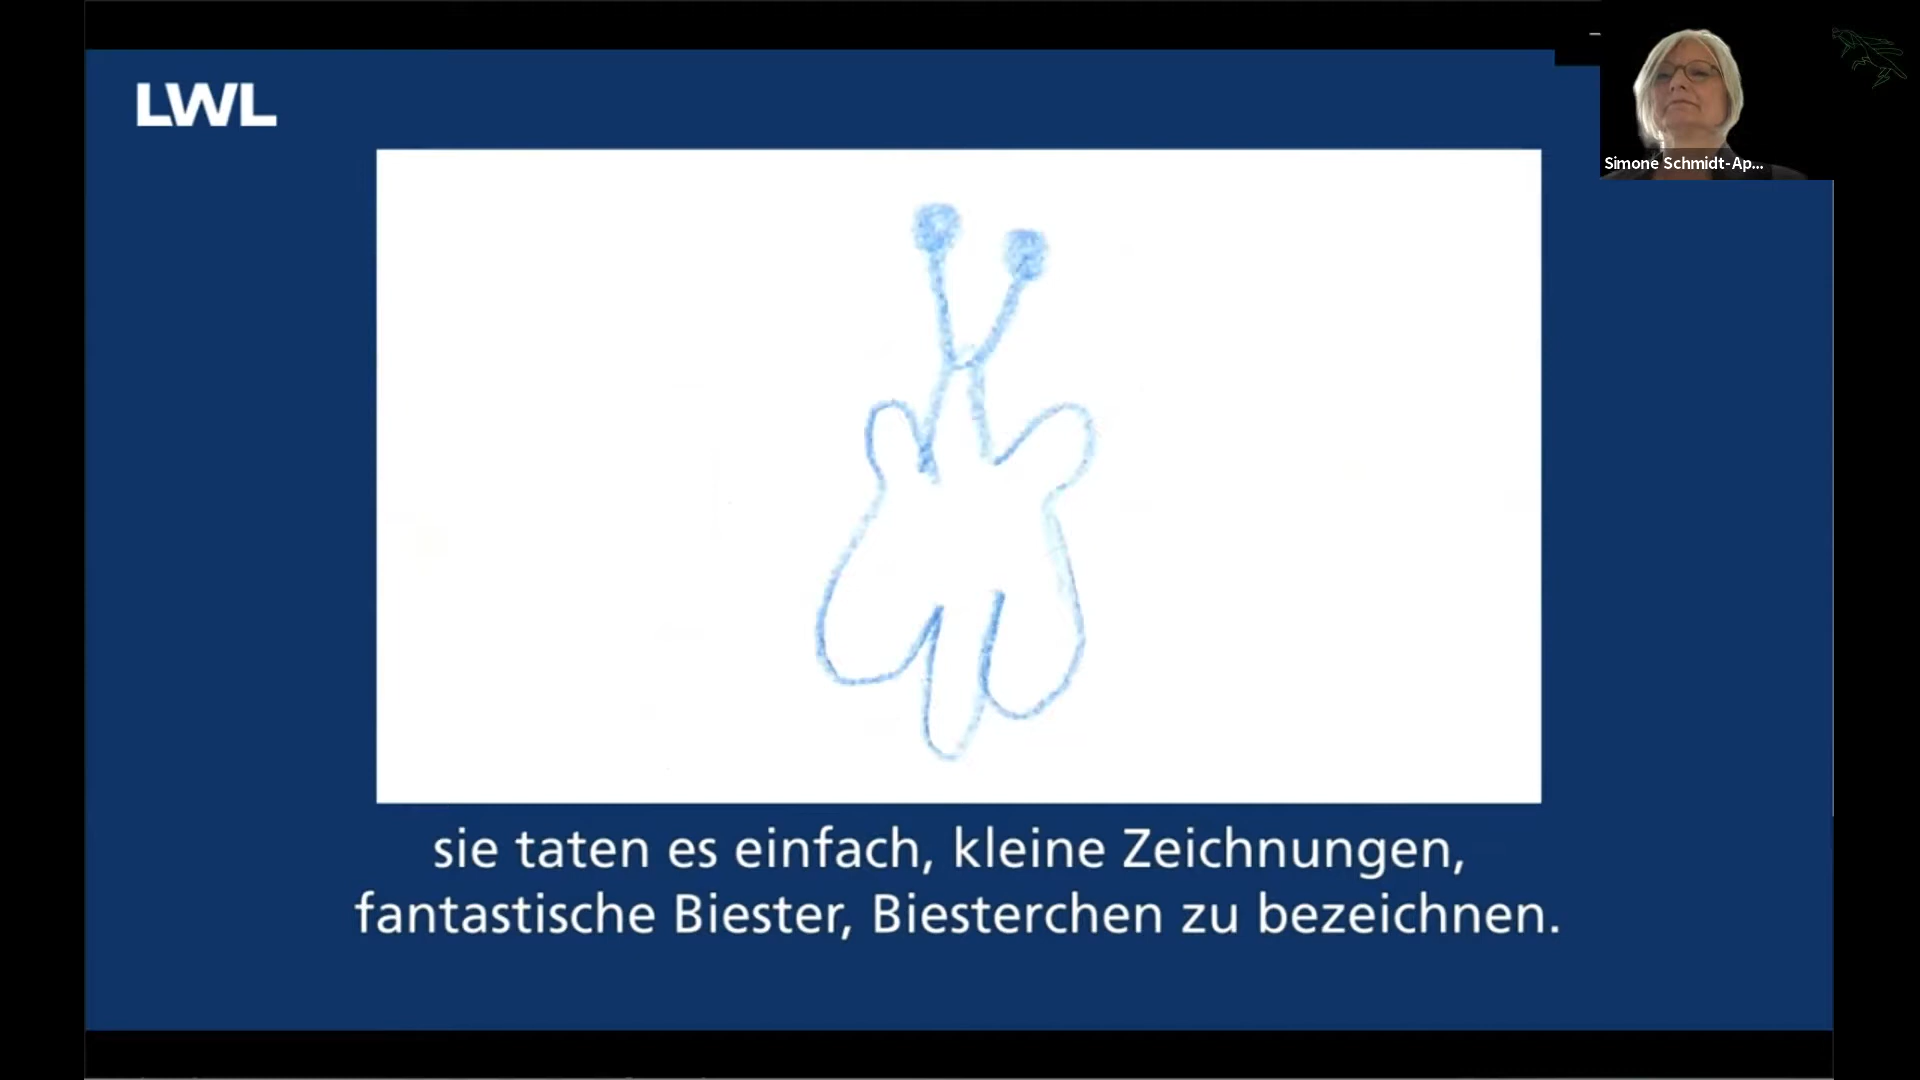 LWL
Simone Schmidt-Ap...
sie taten es einfach, kleine Zeichnungen,
fantastische Biester, Biesterchen zu bezeichnen.